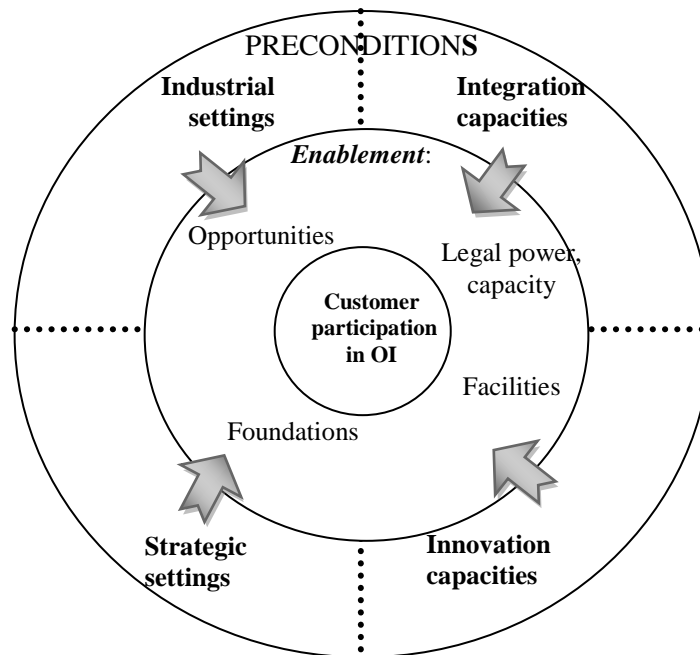 PRECONDITIONS
Industrial
settings
Integration
capacities
Enablement:
Opportunities
Legal power,
capacity
Customer
participation
in OI
Facilities
Foundations
Strategic
settings
Innovation
capacities